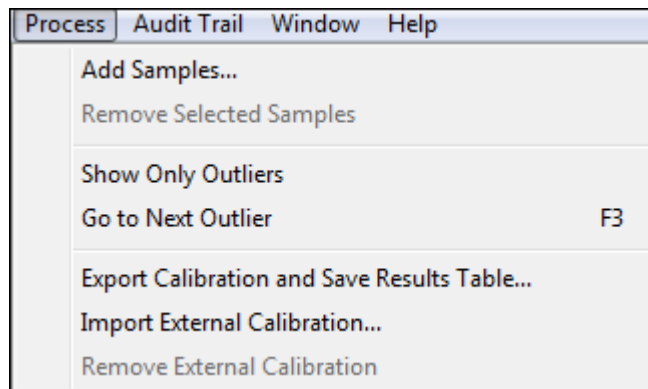 Process Audit Trail Window Help
Add Samples...
Remove Selected Samples
Show Only Outliers
Go to Next Outlier F3
Export Calibration and Save Results Table...
Import External Calibration...
Remove External Calibration